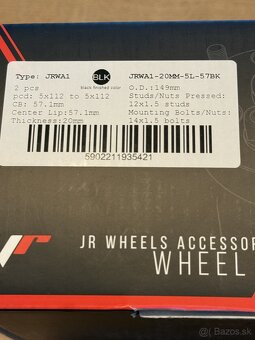 Type: JRWA1
BLK
black finished color
JRWA1-20MM-5L-57BK
2 pcs
pcd: 5x112 to 5x112
CB: 57.1mm
Center Lip:57.1mm
Thickness:20mm
O.D.:149mm
Studs/Nuts Pressed:
12x1.5 studs
Mounting Bolts/Nuts:
14x1.5 bolts
5902211935421
JR WHEELS ACCESSOR
WHEEL
Bazos.sk